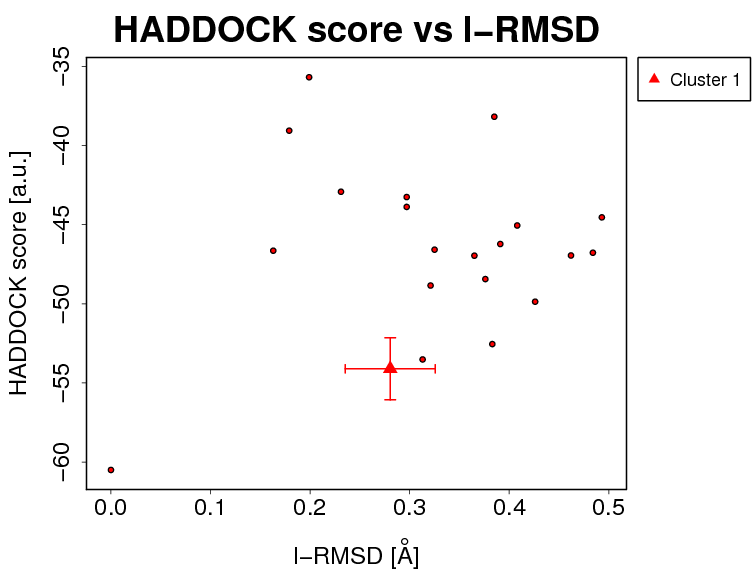 HADDOCK score vs l−RMSD
Cluster 1
HADDOCK score [a.u.]
−35
−40
−45
−50
−55
−60
0.0 0.1 0.2 0.3 0.4 0.5
l−RMSD [Å]